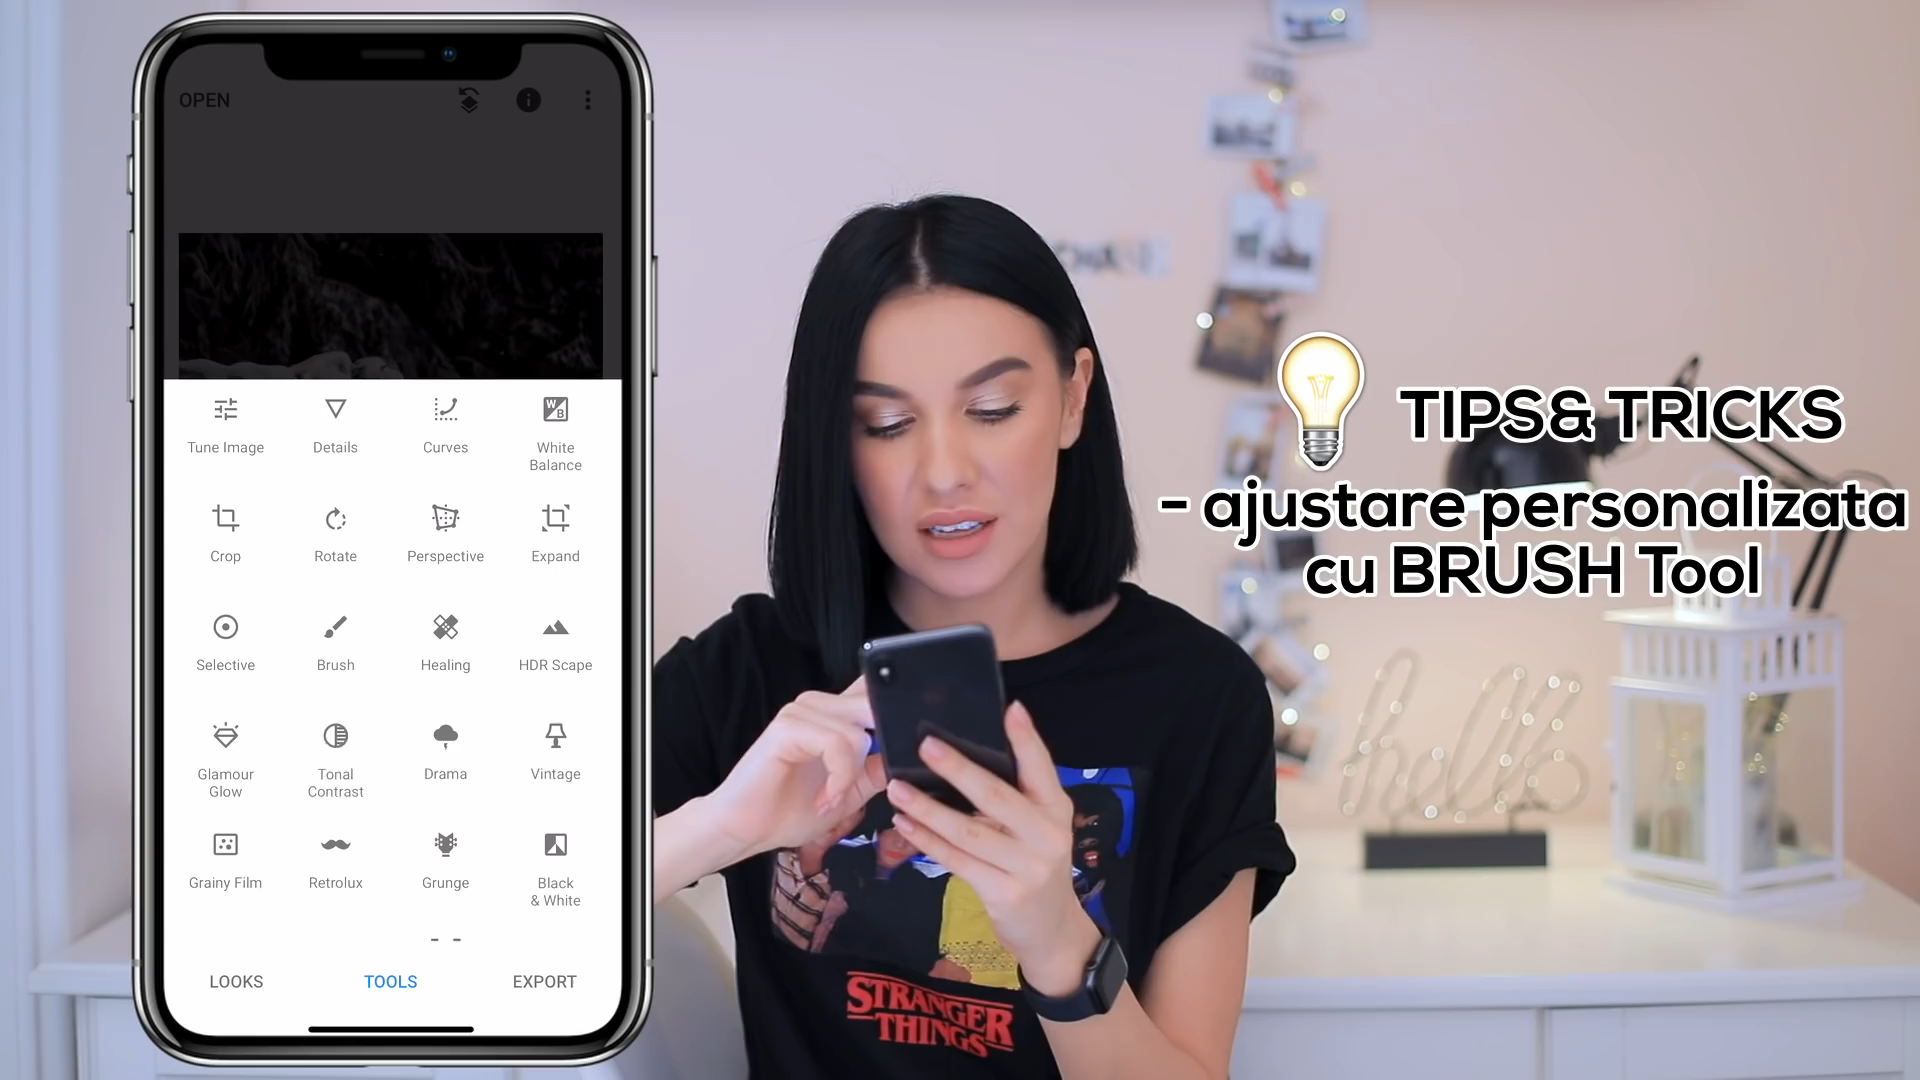 OPEN
Tune Image
Details
Curves
W
B
White
Balance
Crop
Rotate
Perspective
Expand
Selective
Brush
Healing
HDR Scape
Glamour
Glow
Tonal
Contrast
Drama
Vintage
Grainy Film
Retrolux
Grunge
Black
& White
LOOKS
TOOLS
EXPORT
TIPS& TRICKS
- ajustare personalizata
cu BRUSH Tool
hello
STRANGER
THINGS